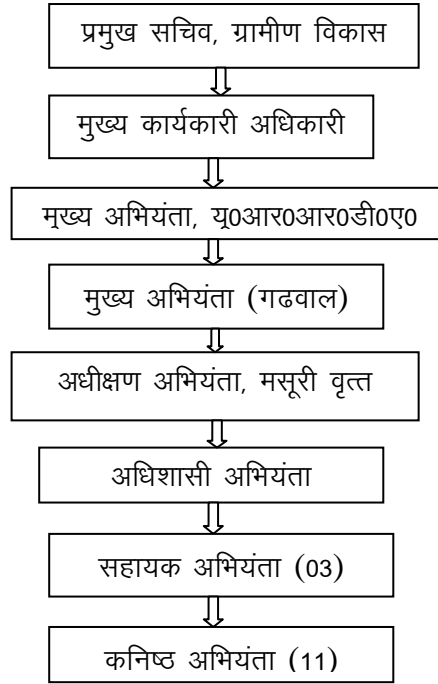 प्रमुख सचिव, ग्रामीण विकास
मुख्य कार्यकारी अधिकारी
मुख्य अभियंता, यू0आर0आर0डी0ए0
मुख्य अभियंता (गढवाल)
अधीक्षण अभियंता, मसूरी वृत्त
अधिशासी अभियंता
सहायक अभियंता (03)
कनिष्ठ अभियंता (11)